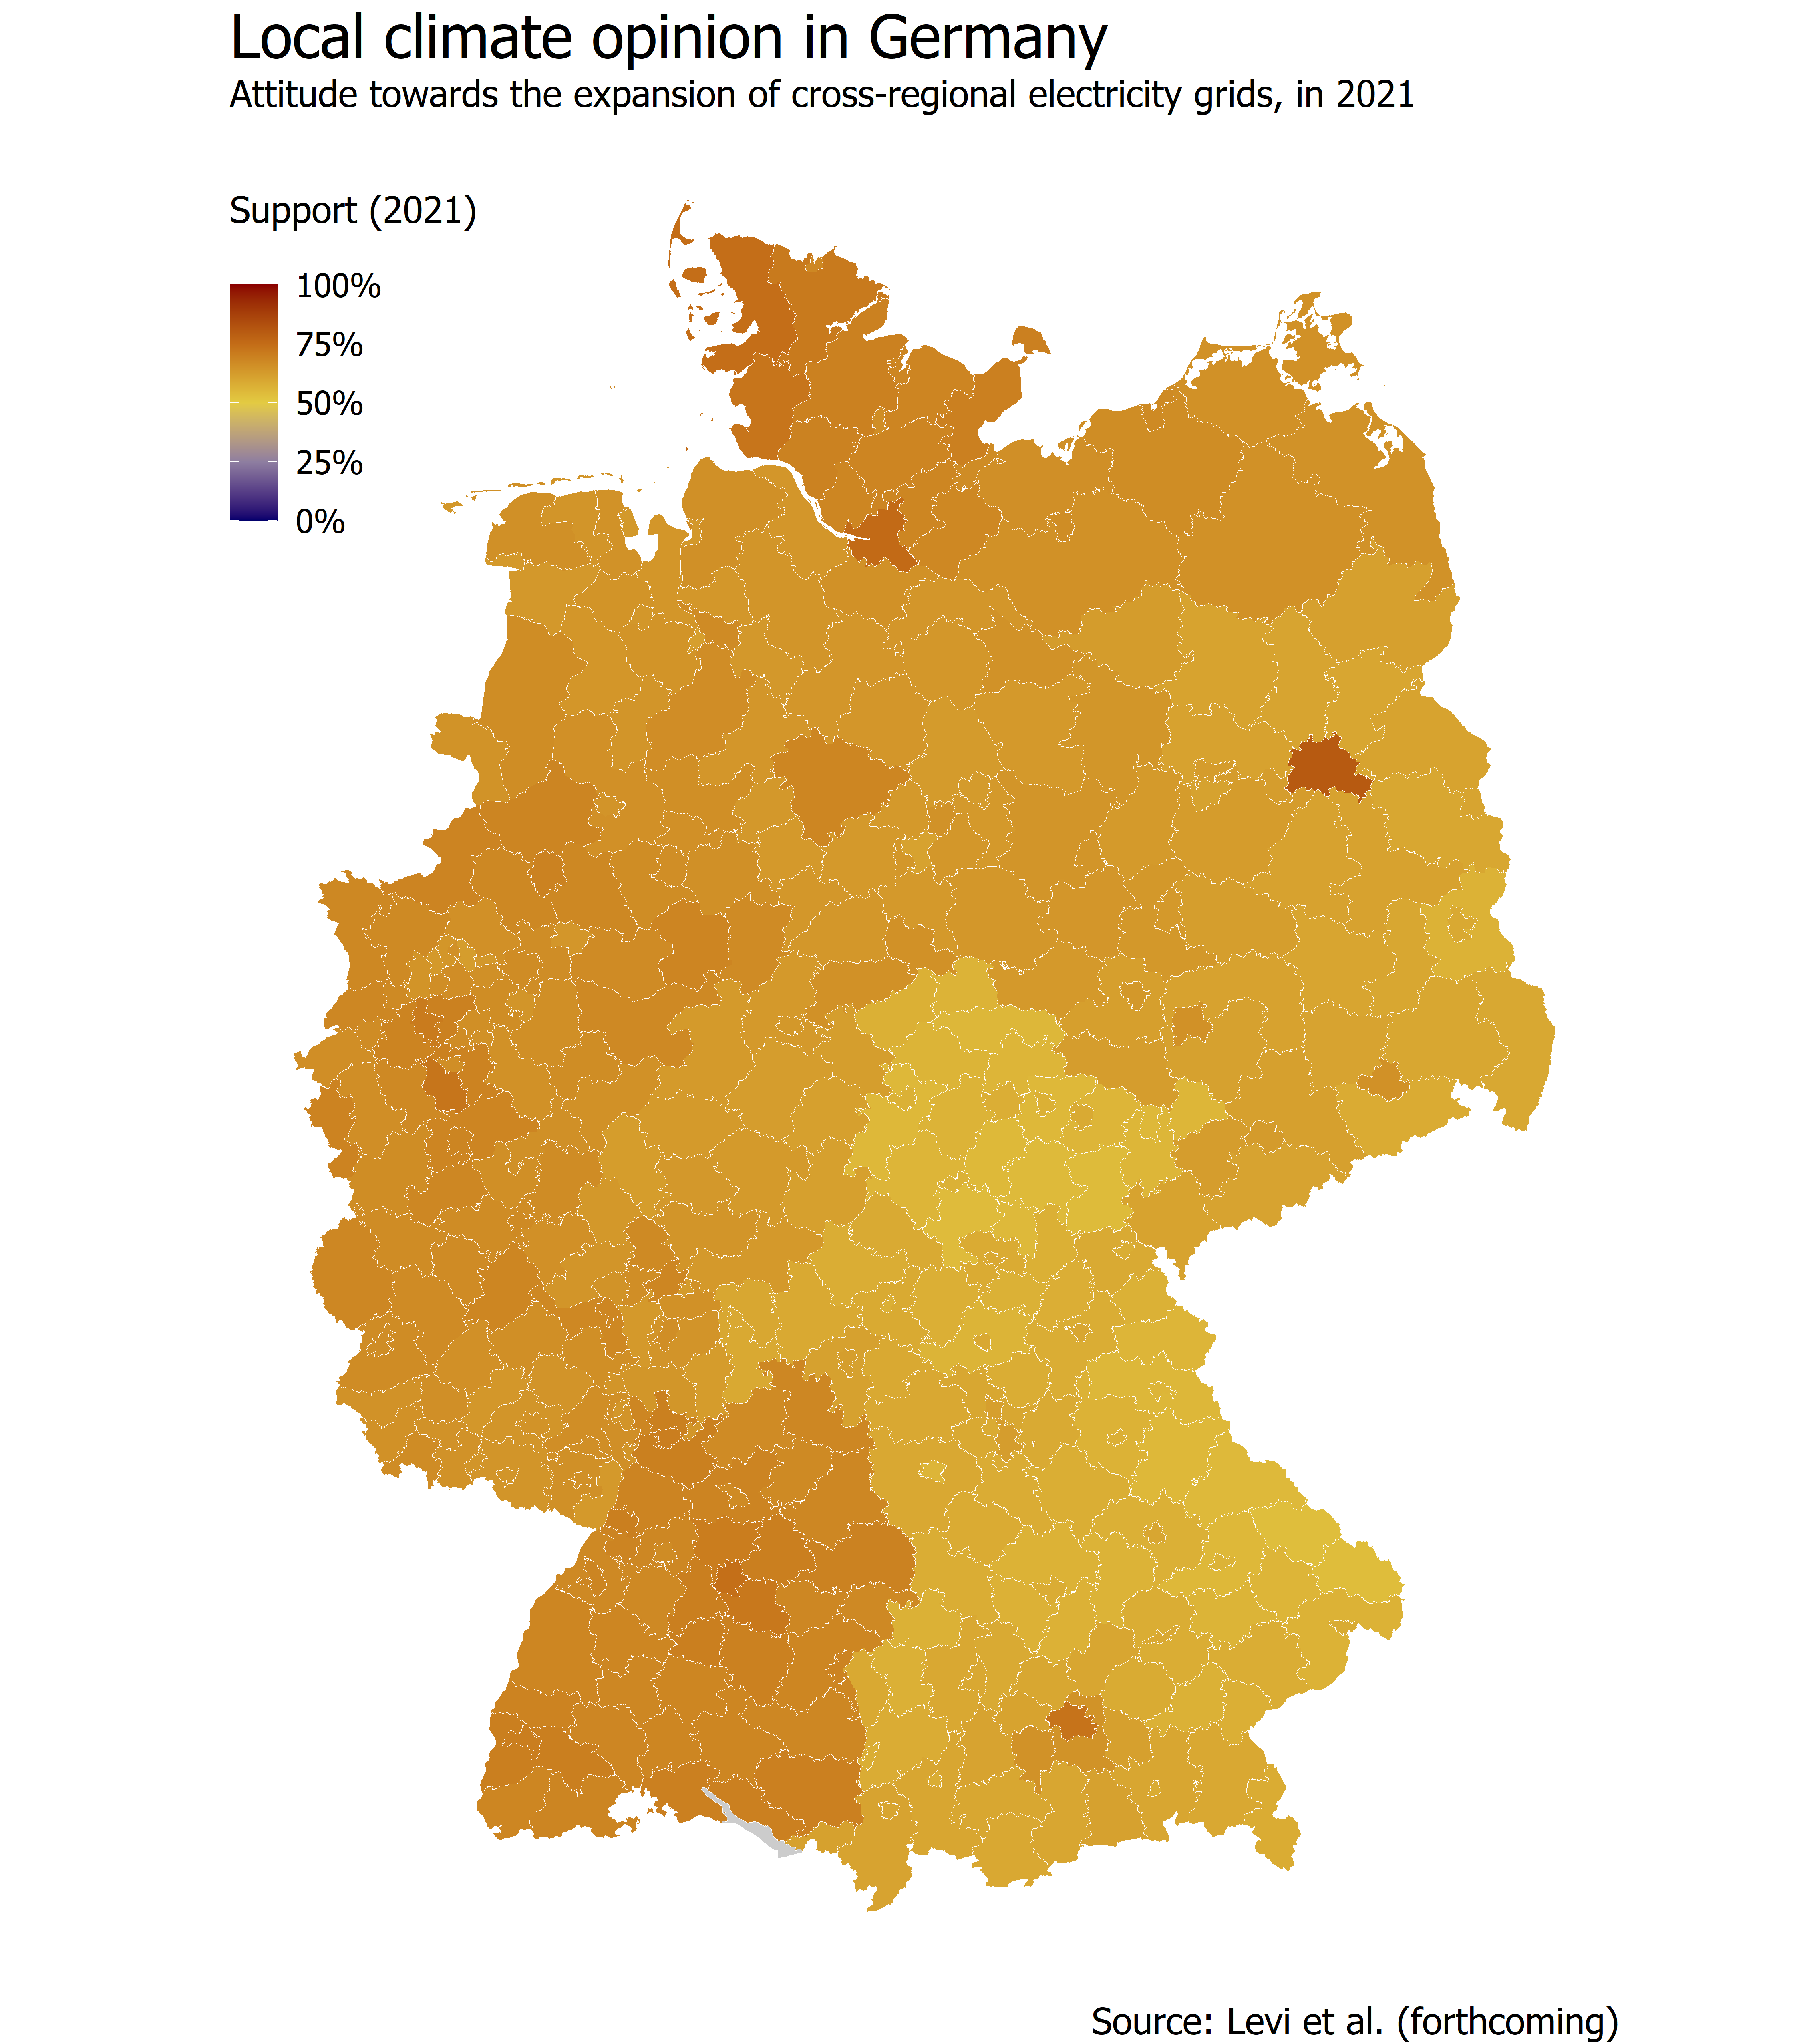 Local climate opinion in Germany
Attitude towards the expansion of cross-regional electricity grids, in 2021
Support (2021)
100%
75%
50%
25%
0%
Source: Levi et al. (forthcoming)